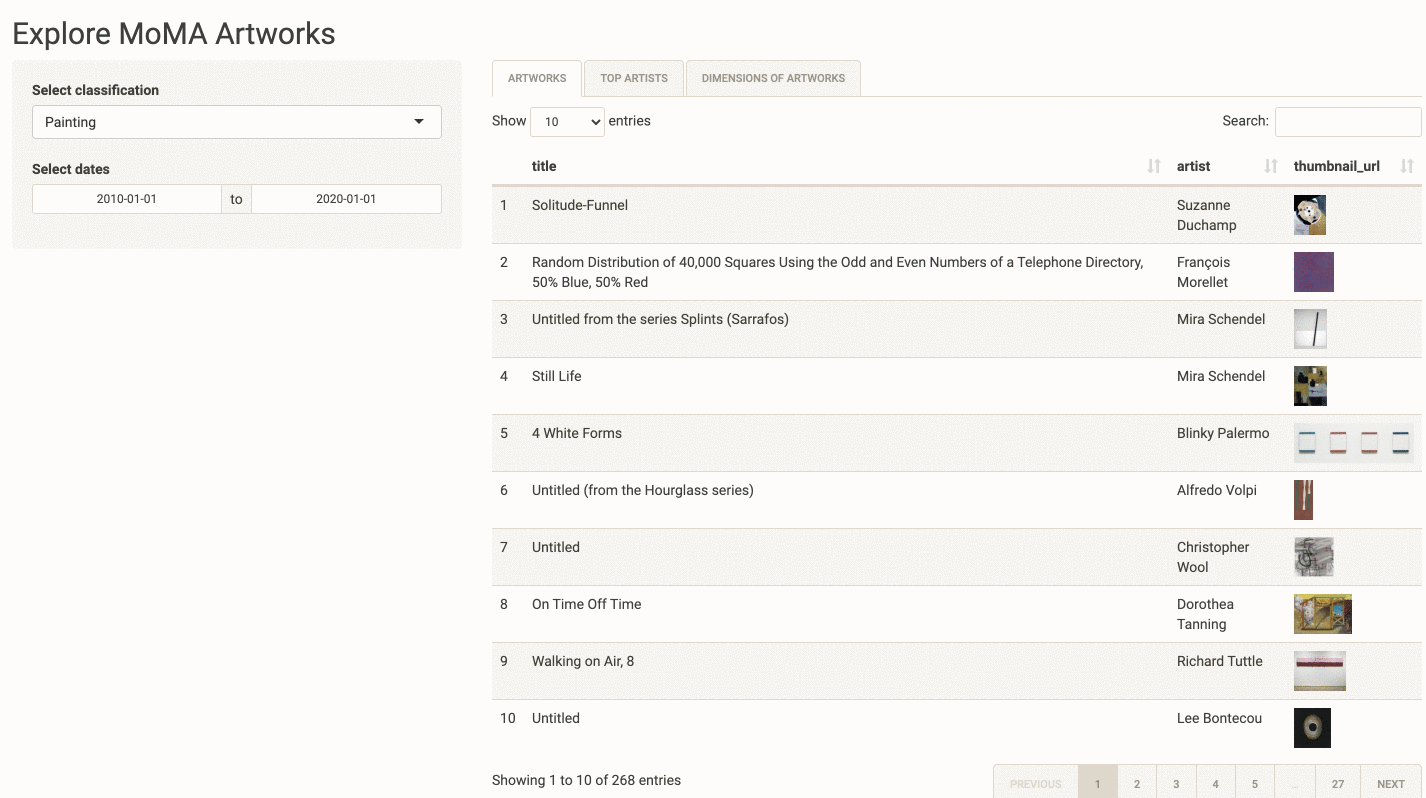 Explore MoMA Artworks
Select classification
Painting
Select dates
2010-01-01 to 2020-01-01
ARTWORKS TOP ARTISTS DIMENSIONS OF ARTWORKS
Show 10 entries Search:
title artist thumbnail_url
1 Solitude-Funnel Suzanne
Duchamp
2 Random Distribution of 40,000 Squares Using the Odd and Even Numbers of a Telephone Directory, François
50% Blue, 50% Red Morellet
3 Untitled from the series Splints (Sarrafos) Mira Schendel
4 Still Life Mira Schendel
5 4 White Forms Blinky Palermo
6 Untitled (from the Hourglass series) Alfredo Volpi
7 Untitled Christopher
Wool
8 On Time Off Time Dorothea
Tanning
9 Walking on Air, 8 Richard Tuttle
10 Untitled Lee Bontecou
Showing 1 to 10 of 268 entries PREVIOUS 1 2 3 4 5 … 27 NEXT